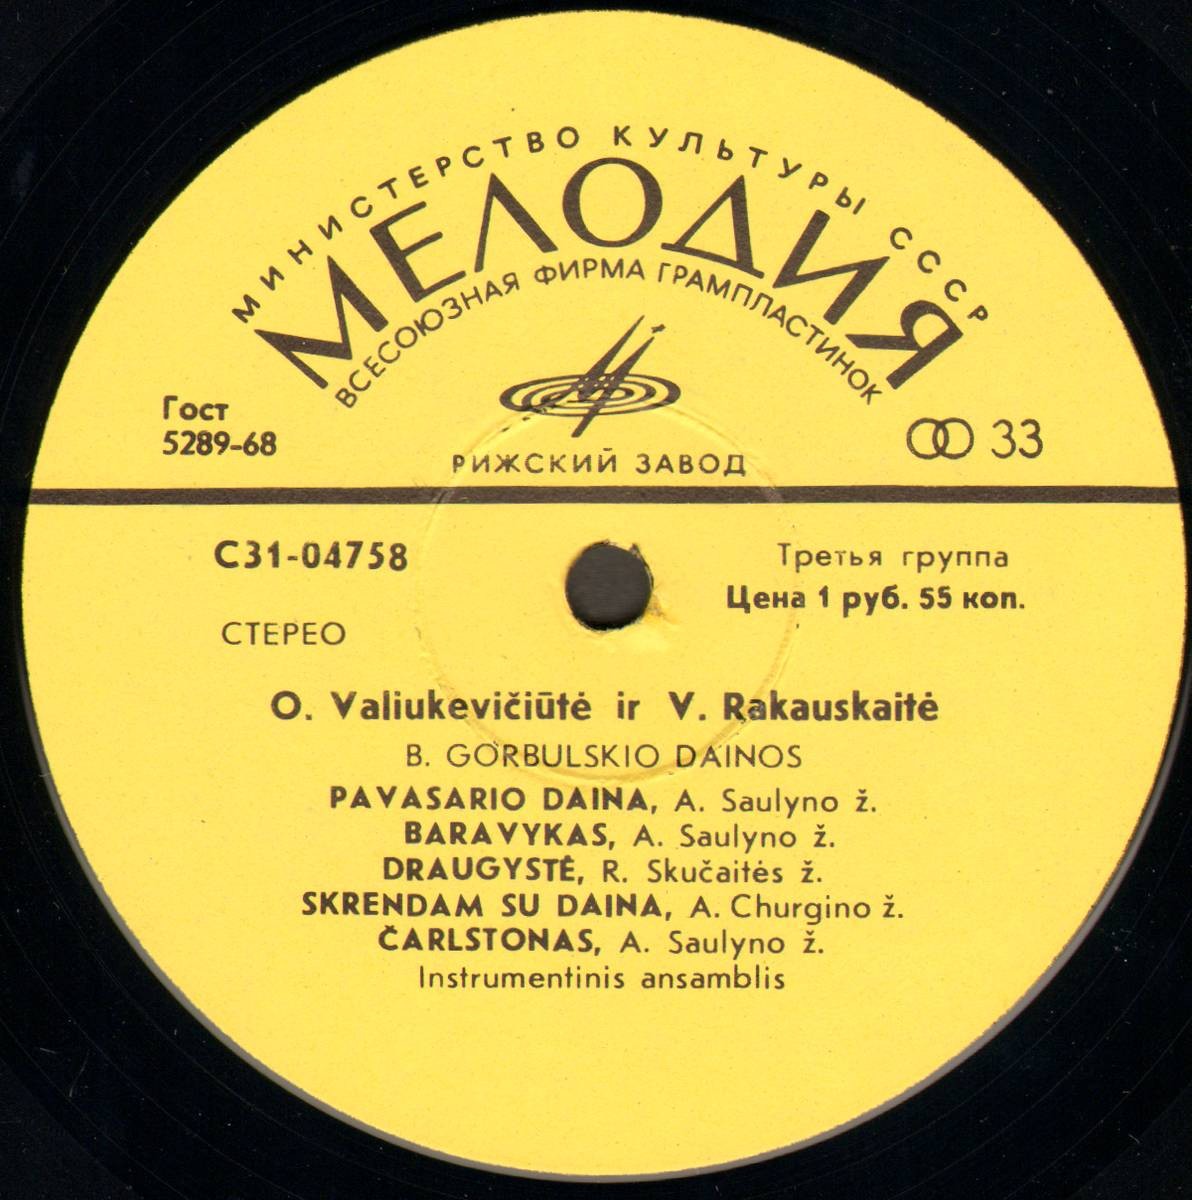 МИНИСТЕРСТВО КУЛЬТУРЫ СССР
МЕЛОДИЯ
ВСЕСОЮЗНАЯ ФИРМА ГРАМПЛАСТИНОК
Гост
5289-68
33
РИЖСКИЙ ЗАВОД
С31-04758
Третья группа
Цена 1 руб. 55 коп.
СТЕРЕО
O. Valiukevičiūtė ir V. Rakauskaitė
B. GORBULSKIO DAINOS
PAVASARIO DAINA, A. Saulyno ž.
BARAVYKAS, A. Saulyno ž.
DRAUGYSTĖ, R. Skučaitės ž.
SKRENDAM SU DAINA, A. Churgino ž.
ČARLSTONAS, A. Saulyno ž.
Instrumentinis ansamblis